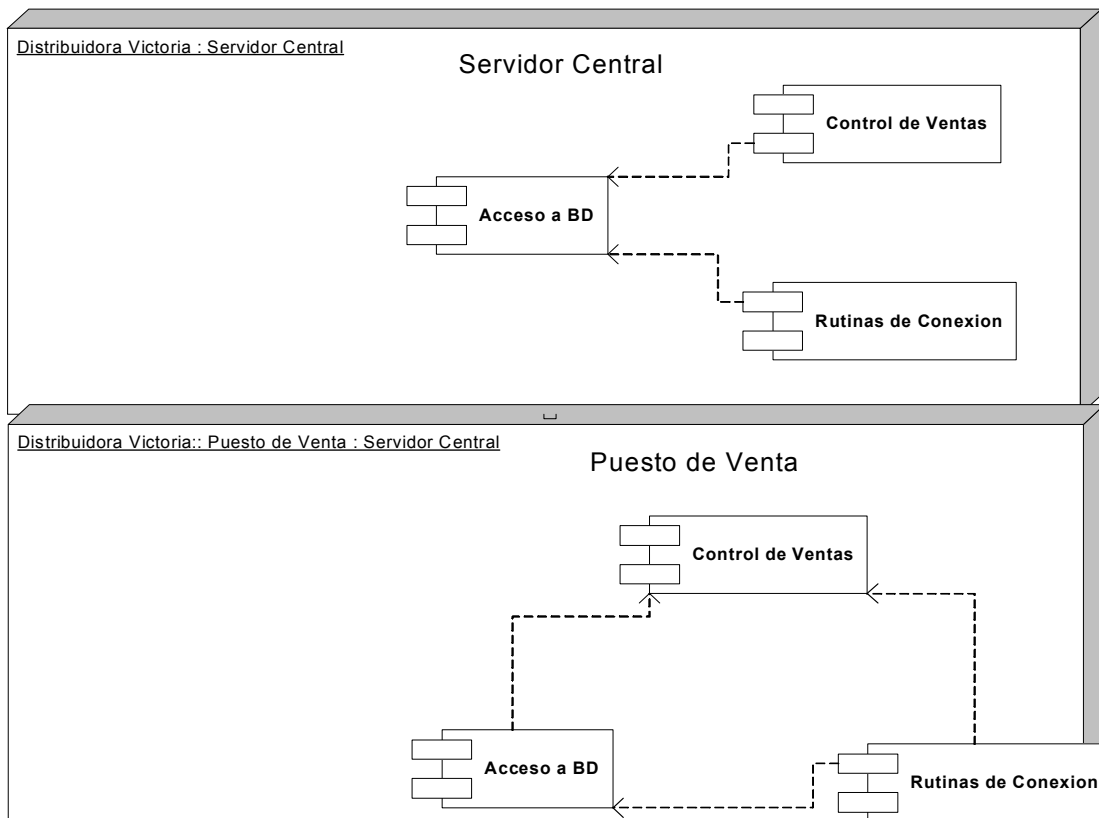 Distribuidora Victoria : Servidor Central
Servidor Central
Control de Ventas
Acceso a BD
Rutinas de Conexion
Distribuidora Victoria:: Puesto de Venta : Servidor Central
Puesto de Venta
Control de Ventas
Acceso a BD
Rutinas de Conexion